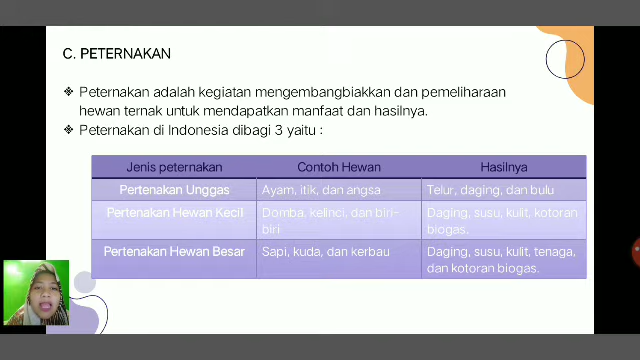 C. PETERNAKAN
❖ Peternakan adalah kegiatan mengembangbiakkan dan pemeliharaan
hewan ternak untuk mendapatkan manfaat dan hasilnya.
❖ Peternakan di Indonesia dibagi 3 yaitu :
Jenis peternakan Contoh Hewan Hasilnya
Pertenakan Unggas Ayam, itik, dan angsa Telur, daging, dan bulu
Pertenakan Hewan Kecil Domba, kelinci, dan biri-
biri
Daging, susu, kulit, kotoran
biogas.
Pertenakan Hewan Besar Sapi, kuda, dan kerbau Daging, susu, kulit, tenaga,
dan kotoran biogas.